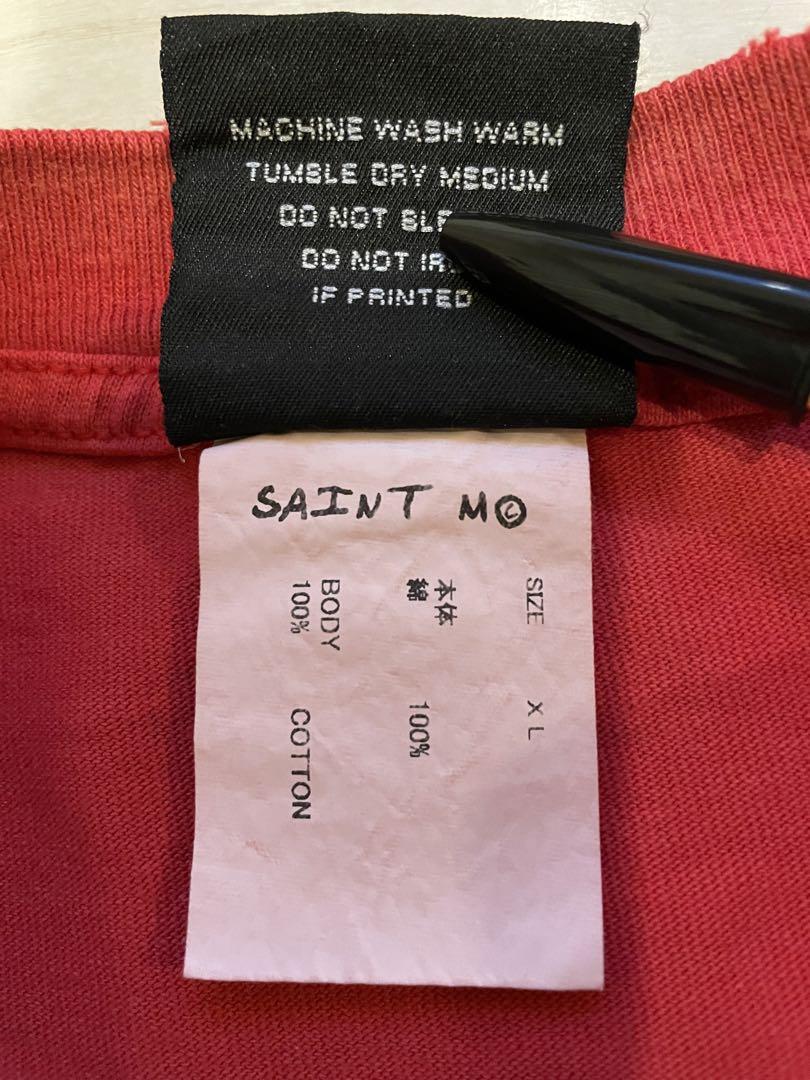 MACHINE WASH WARM
TUMBLE DRY MEDIUM
DO NOT
DO NOT
IF PRINTED
SAINT M©
SIZE XL
本体
綿 100%
BODY
100% COTTON